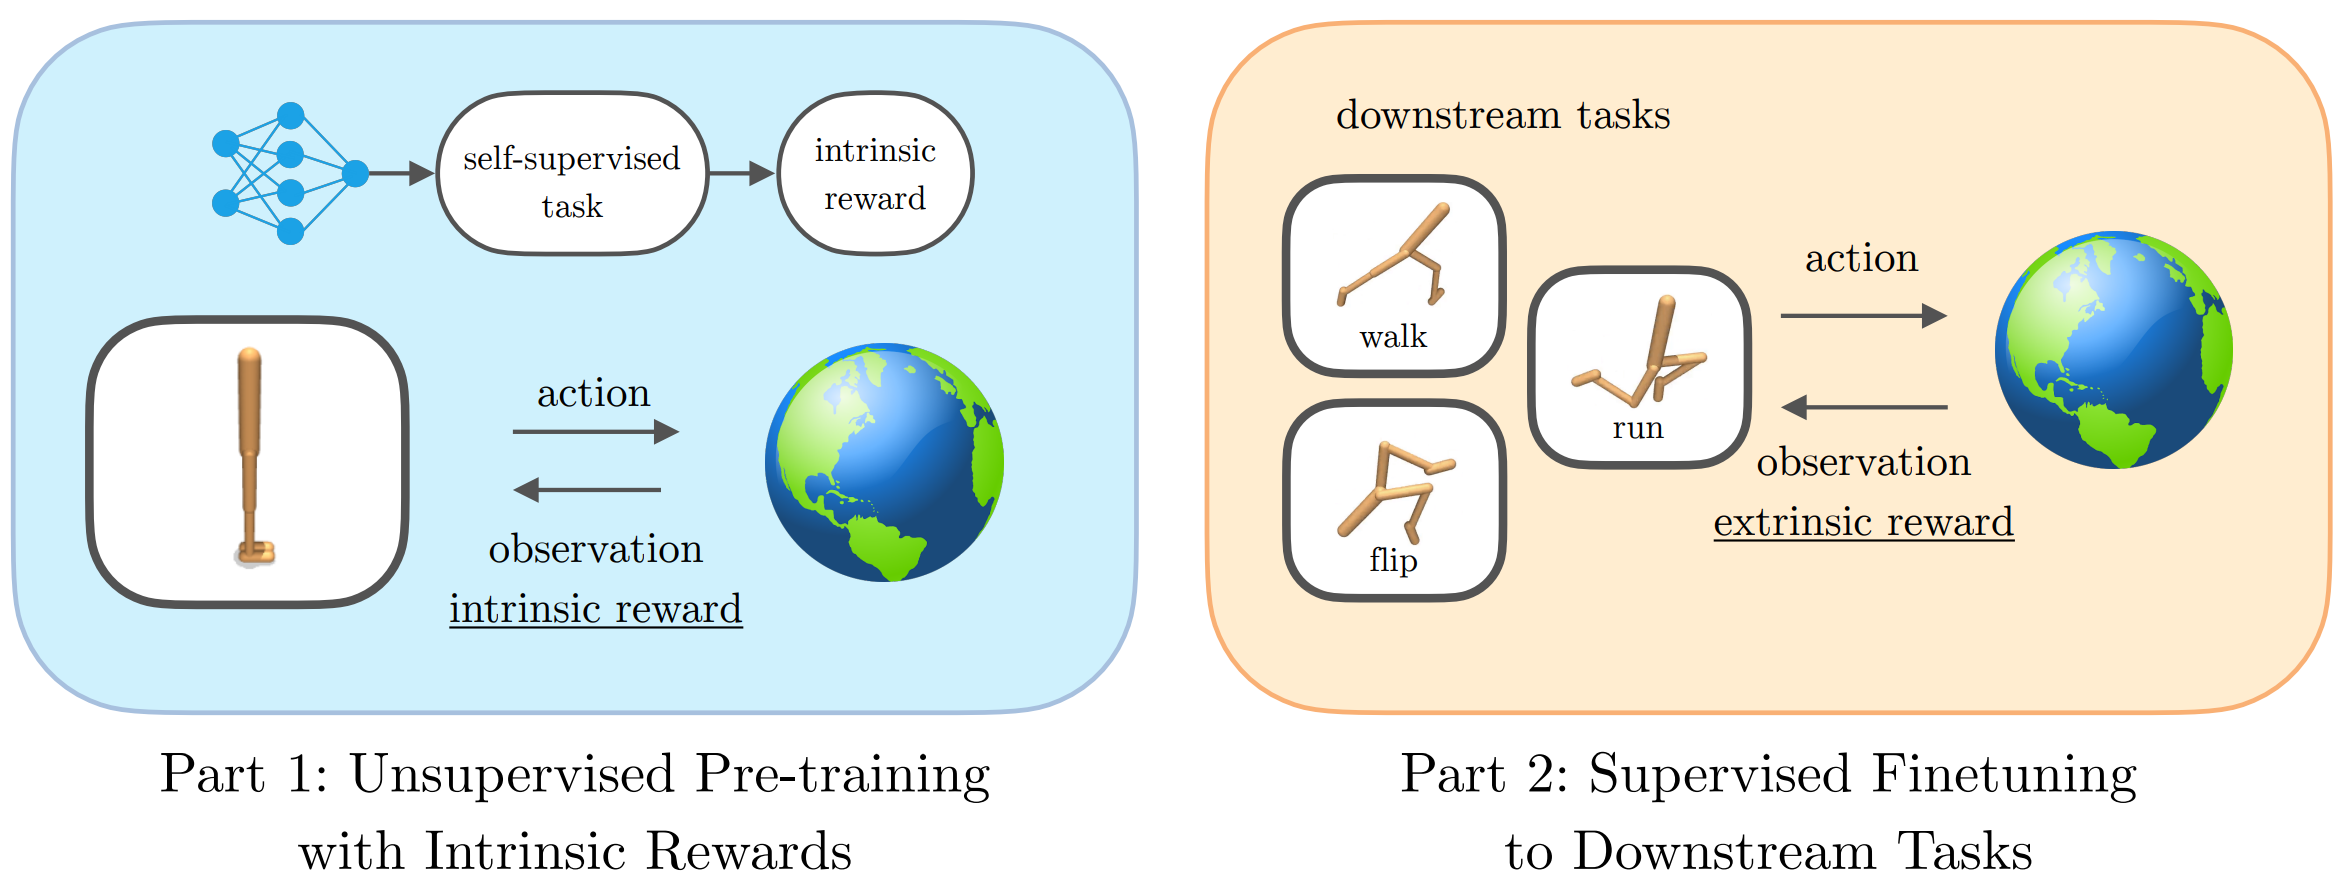 self-supervised
task
intrinsic
reward
action
observation
intrinsic reward
Part 1: Unsupervised Pre-training
with Intrinsic Rewards
downstream tasks
walk
run
flip
action
observation
extrinsic reward
Part 2: Supervised Finetuning
to Downstream Tasks